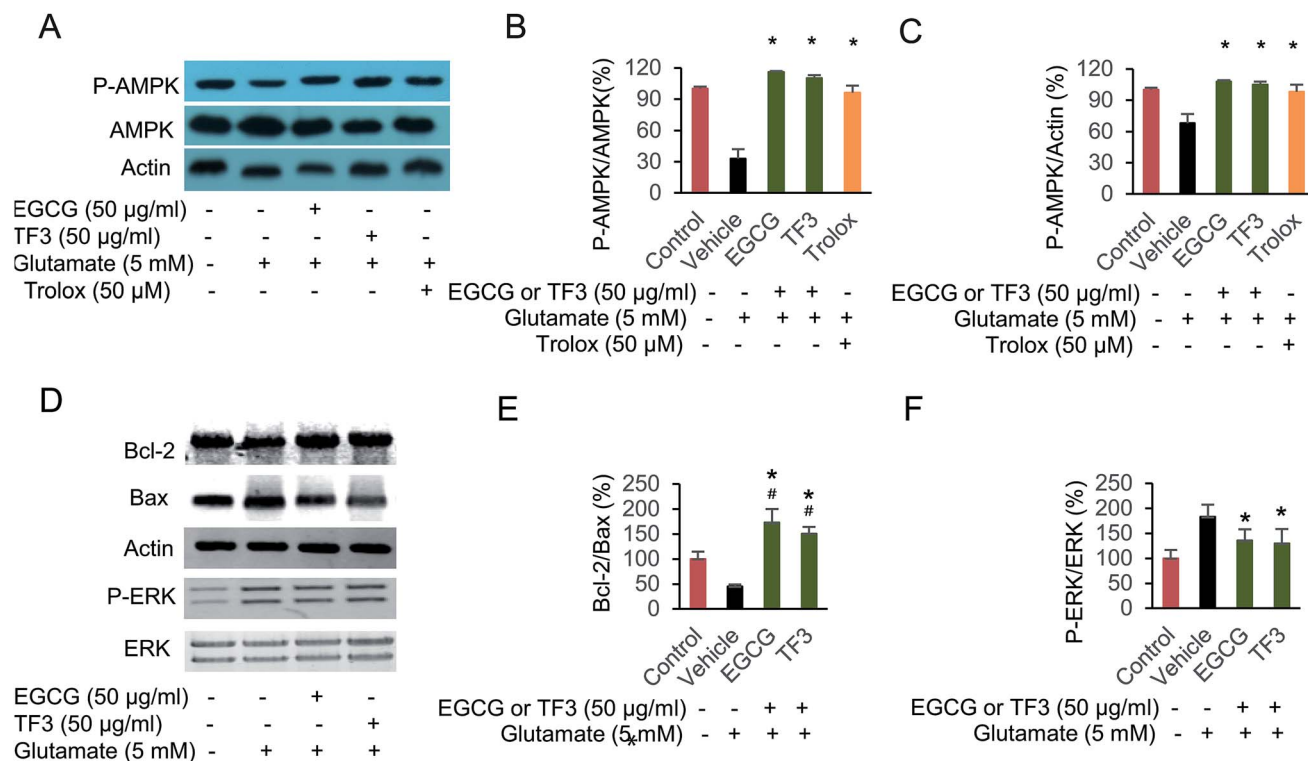 A
P-AMPK
AMPK
Actin
EGCG (50 µg/ml) - - + - -
TF3 (50 µg/ml) - - - + -
Glutamate (5 mM) - + + + +
Trolox (50 µM) - - - - +
B
* * *
P-AMPK/AMPK(%)
120
90
60
30
0
Control Vehicle EGCG TF3 Trolox
EGCG or TF3 (50 µg/ml) - - + + -
Glutamate (5 mM) - + + + +
Trolox (50 µM) - - - - +
C
* * *
P-AMPK/Actin (%)
120
90
60
30
0
Control Vehicle EGCG TF3 Trolox
EGCG or TF3 (50 µg/ml) - - + + -
Glutamate (5 mM) - + + + +
Trolox (50 µM) - - - - +
D
Bcl-2
Bax
Actin
P-ERK
ERK
EGCG (50 µg/ml) - - + -
TF3 (50 µg/ml) - - - +
Glutamate (5 mM) - + + +
E
* *
# #
Bcl-2/Bax (%)
250
200
150
100
50
0
Control Vehicle EGCG TF3
EGCG or TF3 (50 µg/ml) - - + +
Glutamate (5 mM) - + + +
*
F
* *
P-ERK/ERK (%)
250
200
150
100
50
0
Control Vehicle EGCG TF3
EGCG or TF3 (50 µg/ml) - - + +
Glutamate (5 mM) - + + +